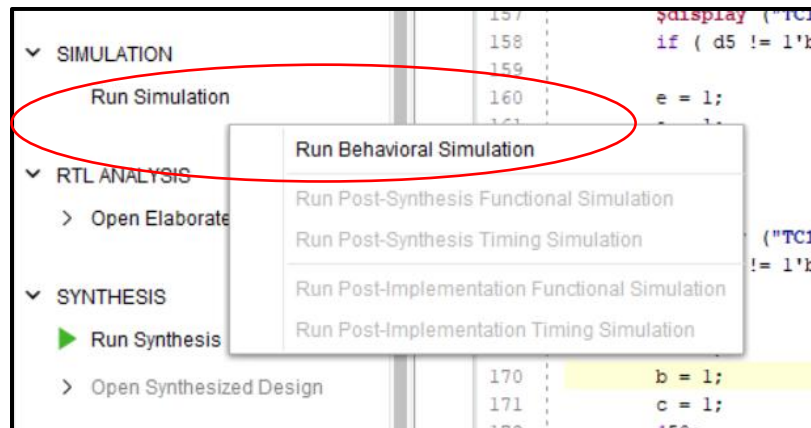 SIMULATION
Run Simulation
RTL ANALYSIS
Open Elaborate
SYNTHESIS
Run Synthesis
Open Synthesized Design
Run Behavioral Simulation
Run Post-Synthesis Functional Simulation
Run Post-Synthesis Timing Simulation
Run Post-Implementation Functional Simulation
Run Post-Implementation Timing Simulation
157 $display ("TC1
158 if ( d5 != 1'b
159
160 e = 1;
161
("TC1
!= 1'b
170 b = 1;
171 c = 1;